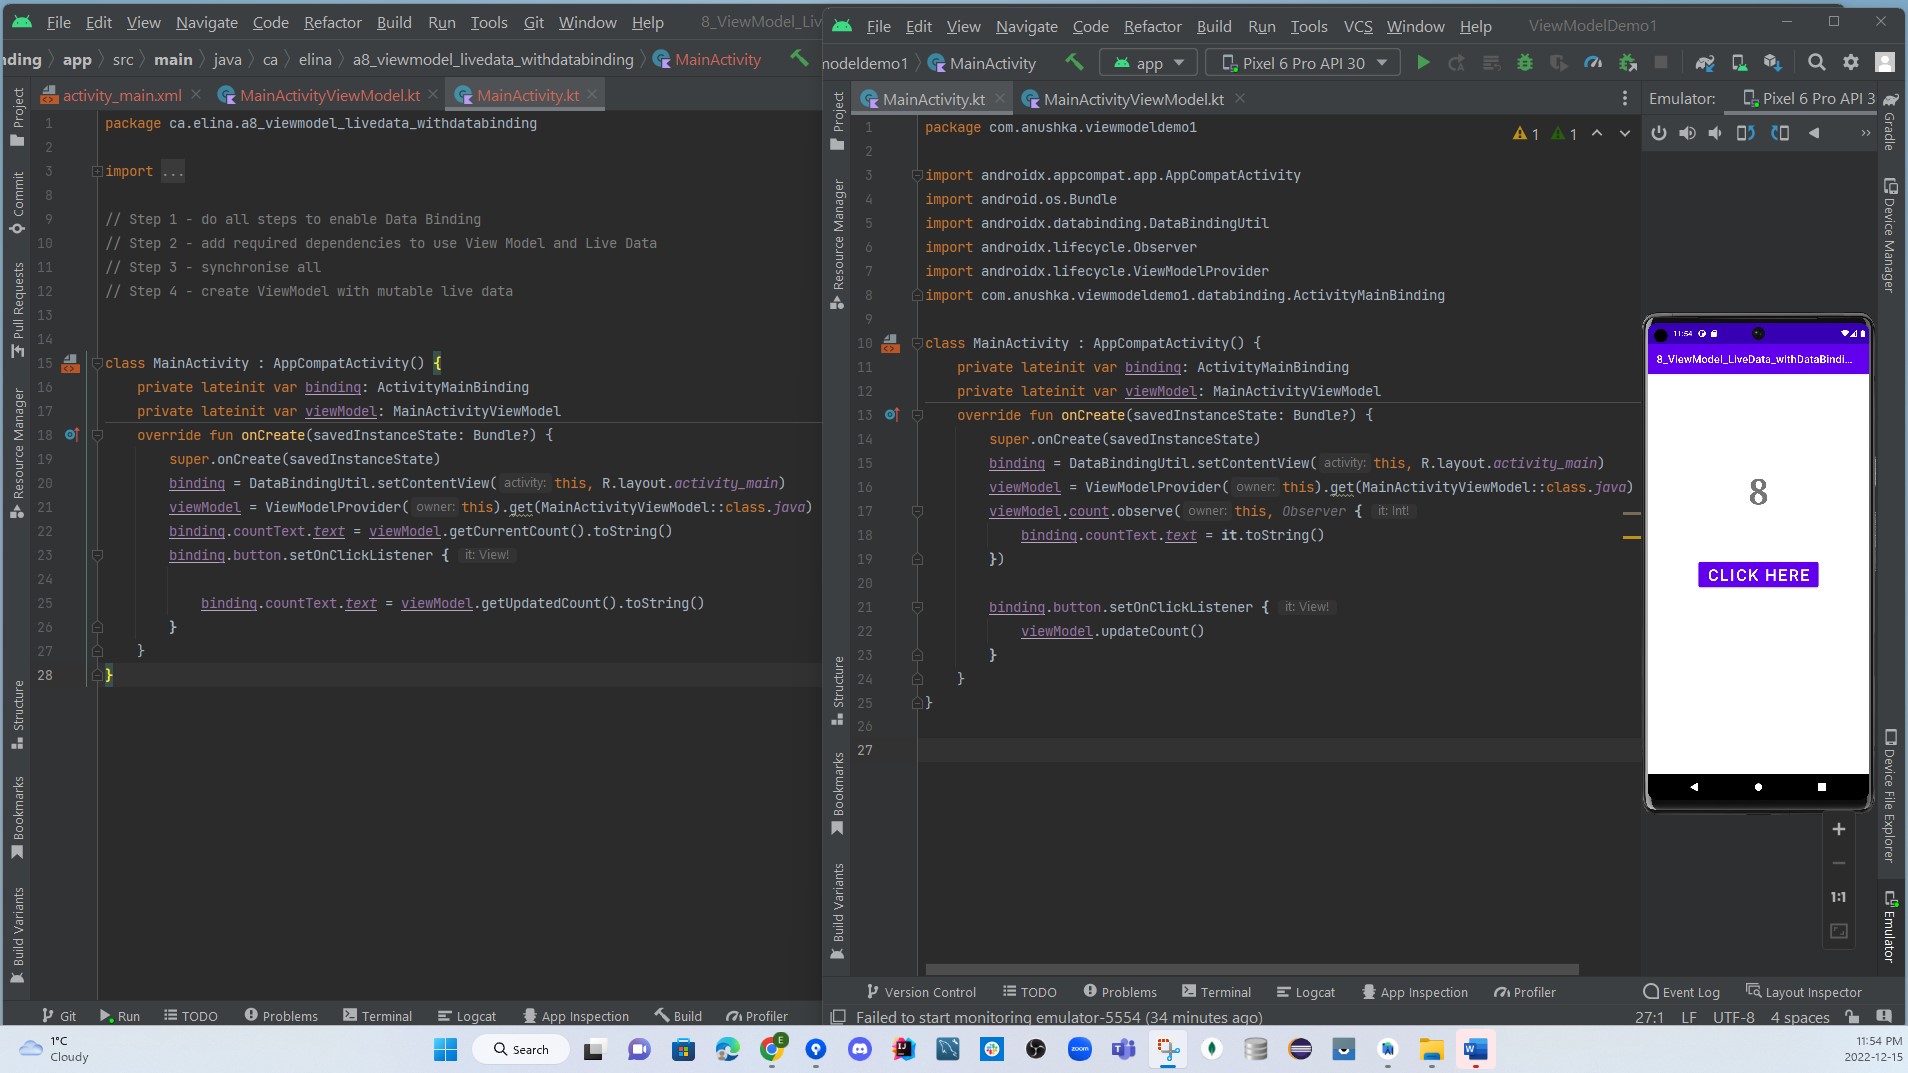 File Edit View Navigate Code Refactor Build Run Tools Git Window Help 8_ViewModel_Liv
nding app src main java ca elina a8_viewmodel_livedata_withdatabinding MainActivity
activity_main.xml MainActivityViewModel.kt MainActivity.kt
Project
Commit
Pull Requests
Resource Manager
Structure
Bookmarks
Build Variants
1 package ca.elina.a8_viewmodel_livedata_withdatabinding
2
3 import ...
8
9 // Step 1 - do all steps to enable Data Binding
10 // Step 2 - add required dependencies to use View Model and Live Data
11 // Step 3 - synchronise all
12 // Step 4 - create ViewModel with mutable live data
13
14
15 class MainActivity : AppCompatActivity() {
16 private lateinit var binding: ActivityMainBinding
17 private lateinit var viewModel: MainActivityViewModel
18 override fun onCreate(savedInstanceState: Bundle?) {
19 super.onCreate(savedInstanceState)
20 binding = DataBindingUtil.setContentView( activity: this, R.layout.activity_main)
21 viewModel = ViewModelProvider( owner: this).get(MainActivityViewModel::class.java)
22 binding.countText.text = viewModel.getCurrentCount().toString()
23 binding.button.setOnClickListener { it: View!
24
25 binding.countText.text = viewModel.getUpdatedCount().toString()
26 }
27 }
28 }
Git Run TODO Problems Terminal Logcat App Inspection Build Profiler
File Edit View Navigate Code Refactor Build Run Tools VCS Window Help ViewModelDemo1
modeldemo1 MainActivity app Pixel 6 Pro API 30
MainActivity.kt MainActivityViewModel.kt Emulator: Pixel 6 Pro API 3
Project
Resource Manager
Structure
Bookmarks
Build Variants
1 package com.anushka.viewmodeldemo1 1 1
2
3 import androidx.appcompat.app.AppCompatActivity
4 import android.os.Bundle
5 import androidx.databinding.DataBindingUtil
6 import androidx.lifecycle.Observer
7 import androidx.lifecycle.ViewModelProvider
8 import com.anushka.viewmodeldemo1.databinding.ActivityMainBinding
9
10 class MainActivity : AppCompatActivity() {
11 private lateinit var binding: ActivityMainBinding
12 private lateinit var viewModel: MainActivityViewModel
13 override fun onCreate(savedInstanceState: Bundle?) {
14 super.onCreate(savedInstanceState)
15 binding = DataBindingUtil.setContentView( activity: this, R.layout.activity_main)
16 viewModel = ViewModelProvider( owner: this).get(MainActivityViewModel::class.java)
17 viewModel.count.observe( owner: this, Observer { it: Int!
18 binding.countText.text = it.toString()
19 })
20
21 binding.button.setOnClickListener { it: View!
22 viewModel.updateCount()
23 }
24 }
25 }
26
27
11:54
8_ViewModel_LiveData_withDataBindi...
8
CLICK HERE
1:1
Gradle
Device Manager
Device File Explorer
Emulator
Version Control TODO Problems Terminal Logcat App Inspection Profiler Event Log Layout Inspector
Failed to start monitoring emulator-5554 (34 minutes ago) 27:1 LF UTF-8 4 spaces
1°C
Cloudy
Search
zoom
11:54 PM
2022-12-15